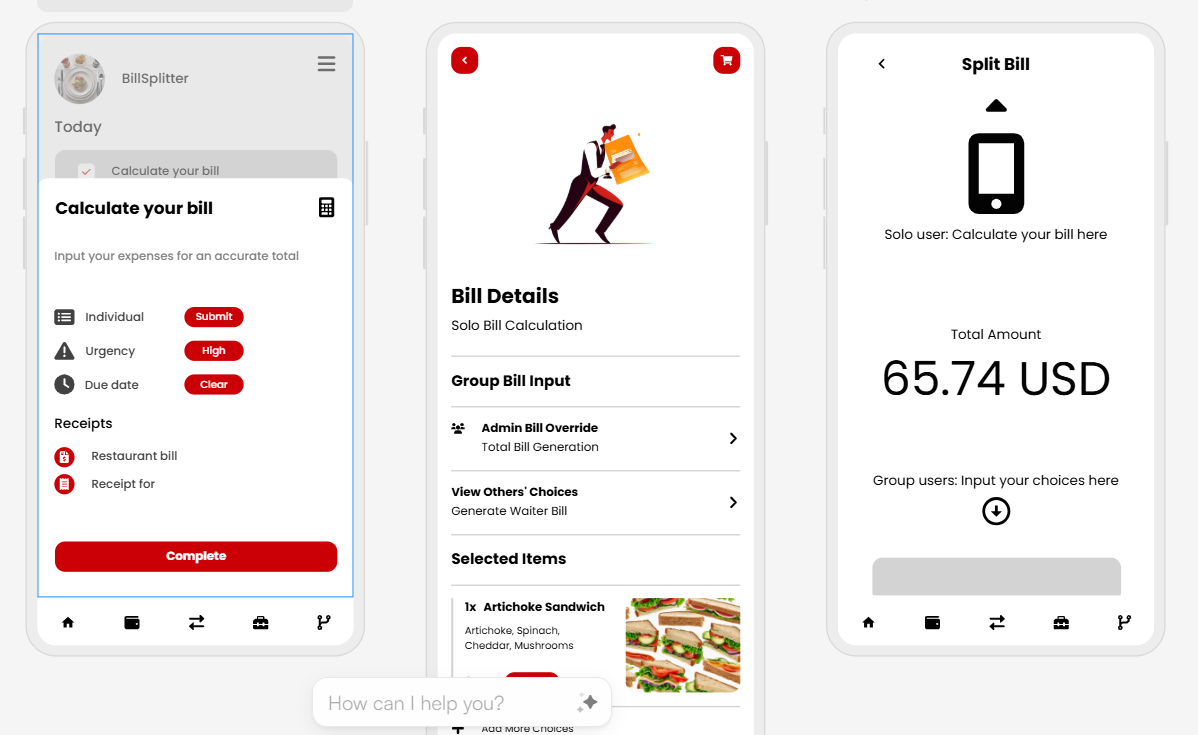 BillSplitter
Today
Calculate your bill
Calculate your bill
Input your expenses for an accurate total
Individual
Submit
Urgency
High
Due date
Clear
Receipts
Restaurant bill
Receipt for
Complete
Bill Details
Solo Bill Calculation
Group Bill Input
Admin Bill Override
Total Bill Generation
View Others' Choices
Generate Waiter Bill
Selected Items
1x Artichoke Sandwich
Artichoke, Spinach,
Cheddar, Mushrooms
Add More Choices
How can I help you?
Split Bill
Solo user: Calculate your bill here
Total Amount
65.74 USD
Group users: Input your choices here